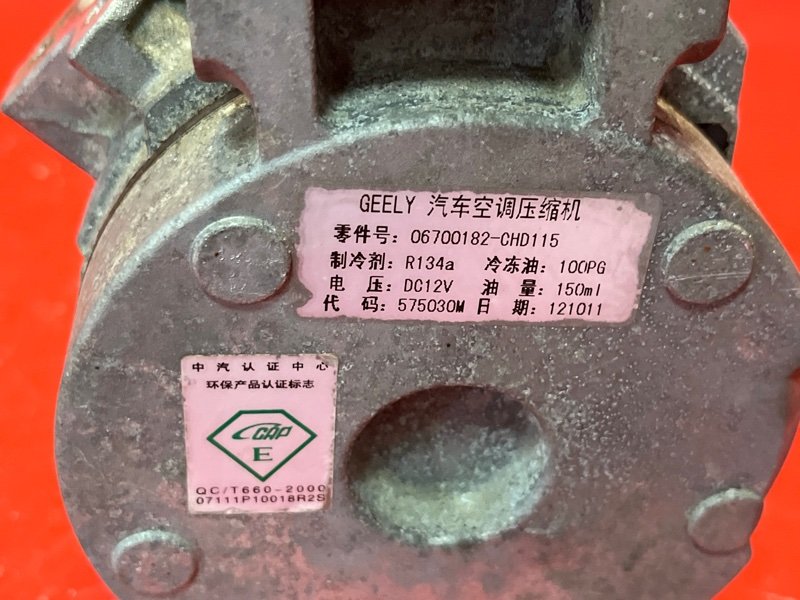 GEELY 汽车空调压缩机
零件号: 06700182-CHD115
制冷剂: R134a 冷冻油: 100PG
电 压: DC12V 油 量: 150ml
代 码: 575030M 日 期: 121011
中汽认证中心
环保产品认证标志
CCAP
E
QC/T660-2000
07111P10018R2S